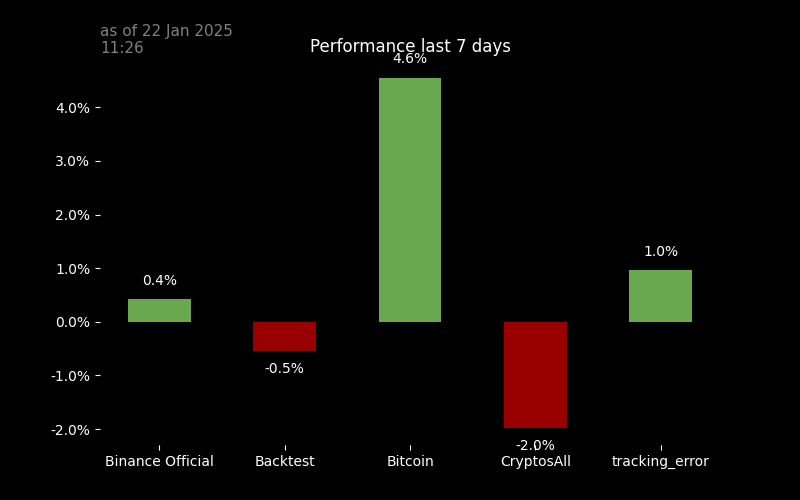 as of 22 Jan 2025
11:26
Performance last 7 days
4.6%
4.0%
3.0%
2.0%
1.0%
0.0%
-1.0%
-2.0%
0.4%
-0.5%
-2.0%
1.0%
Binance Official
Backtest
Bitcoin
CryptosAll
tracking_error